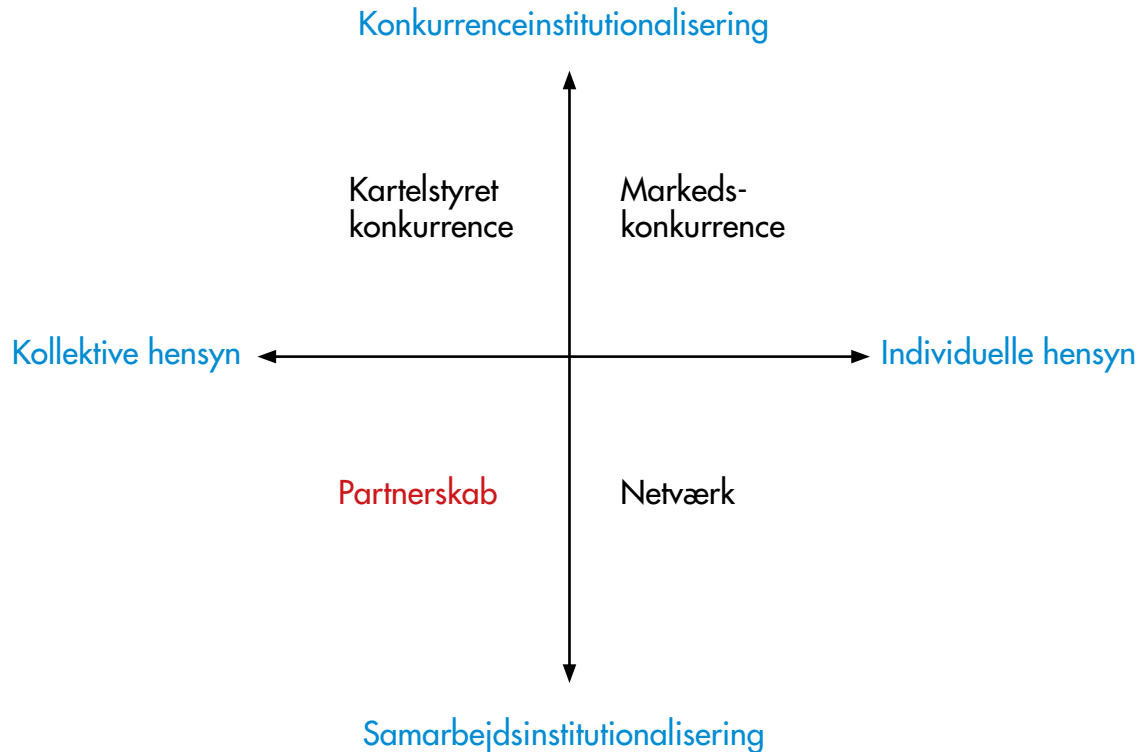 Konkurrenceinstitutionalisering
Kartelstyret
konkurrence
Markeds-
konkurrence
Kollektive hensyn
Individuelle hensyn
Partnerskab
Netværk
Samarbejdsinstitutionalisering